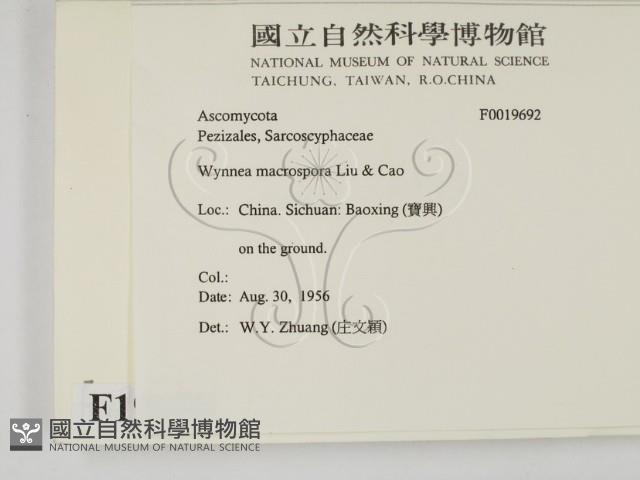 國立自然科學博物館
NATIONAL MUSEUM OF NATURAL SCIENCE
TAICHUNG, TAIWAN, R.O.CHINA
Ascomycota F0019692
Pezizales, Sarcoscyphaceae
Wynnea macrospora Liu & Cao
Loc.: China. Sichuan: Baoxing (寶興)
on the ground.
Col.:
Date: Aug. 30, 1956
Det.: W.Y. Zhuang (庄文穎)
F1
國立自然科學博物館
NATIONAL MUSEUM OF NATURAL SCIENCE